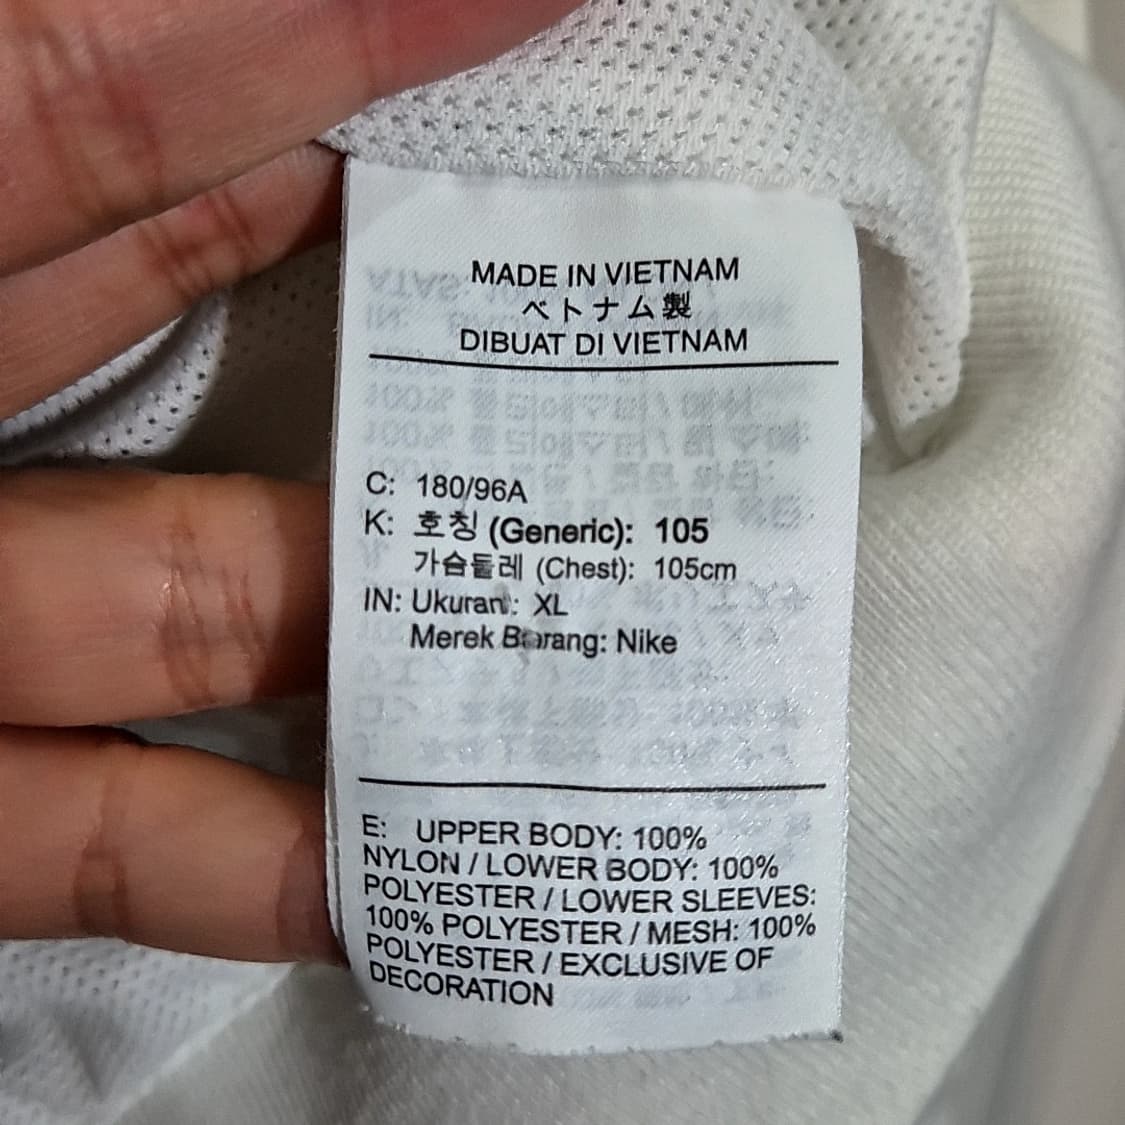 MADE IN VIETNAM
ベトナム製
DIBUAT DI VIETNAM
C: 180/96A
K: 호칭 (Generic): 105
가슴둘레 (Chest): 105cm
IN: Ukuran: XL
Merek Barang: Nike
E: UPPER BODY: 100%
NYLON / LOWER BODY: 100%
POLYESTER / LOWER SLEEVES:
100% POLYESTER / MESH: 100%
POLYESTER / EXCLUSIVE OF
DECORATION